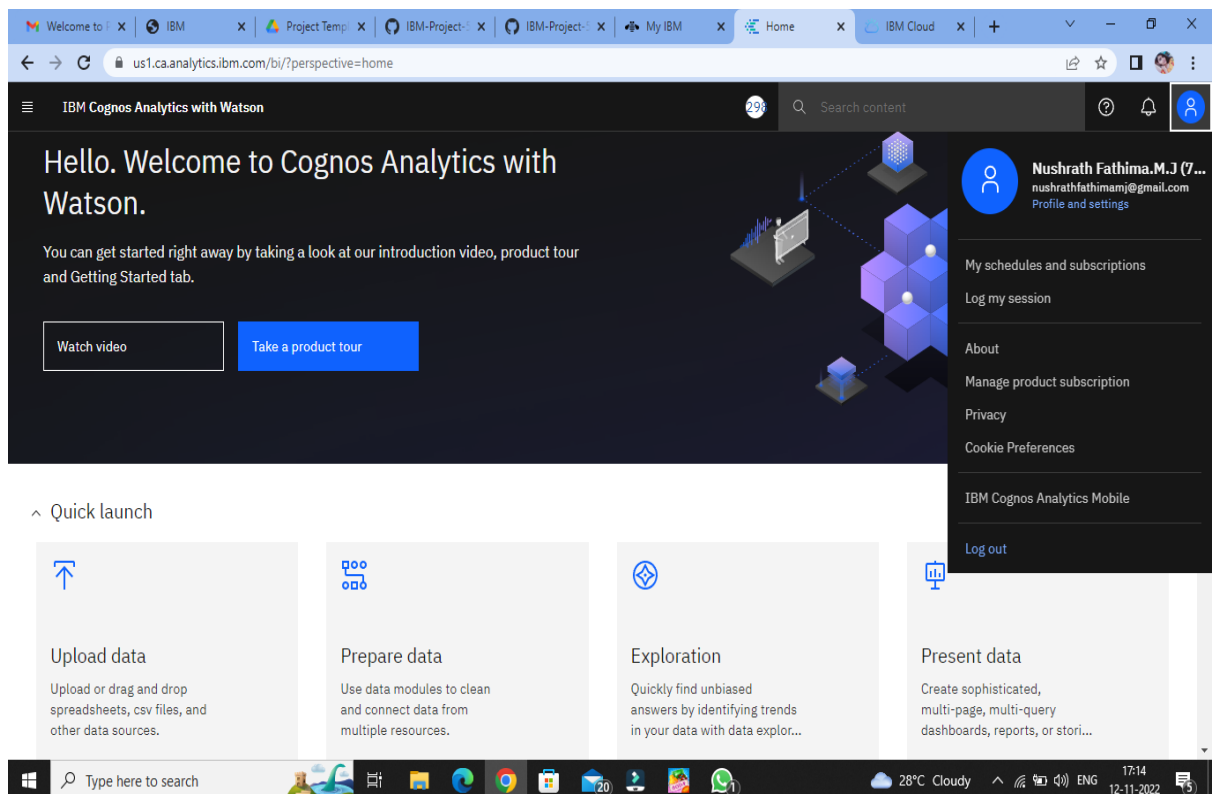 Welcome to P
IBM
Project Templ
IBM-Project-5
IBM-Project-5
My IBM
Home
IBM Cloud
us1.ca.analytics.ibm.com/bi/?perspective=home
IBM Cognos Analytics with Watson
298
Search content
Hello. Welcome to Cognos Analytics with
Watson.
You can get started right away by taking a look at our introduction video, product tour
and Getting Started tab.
Watch video
Take a product tour
Nushrath Fathima.M.J (7...
nushrathfathimamj@gmail.com
Profile and settings
My schedules and subscriptions
Log my session
About
Manage product subscription
Privacy
Cookie Preferences
IBM Cognos Analytics Mobile
Log out
Quick launch
Upload data
Upload or drag and drop
spreadsheets, csv files, and
other data sources.
Prepare data
Use data modules to clean
and connect data from
multiple resources.
Exploration
Quickly find unbiased
answers by identifying trends
in your data with data explor...
Present data
Create sophisticated,
multi-page, multi-query
dashboards, reports, or stori...
Type here to search
20
1
28°C Cloudy
ENG
17:14
12-11-2022
5